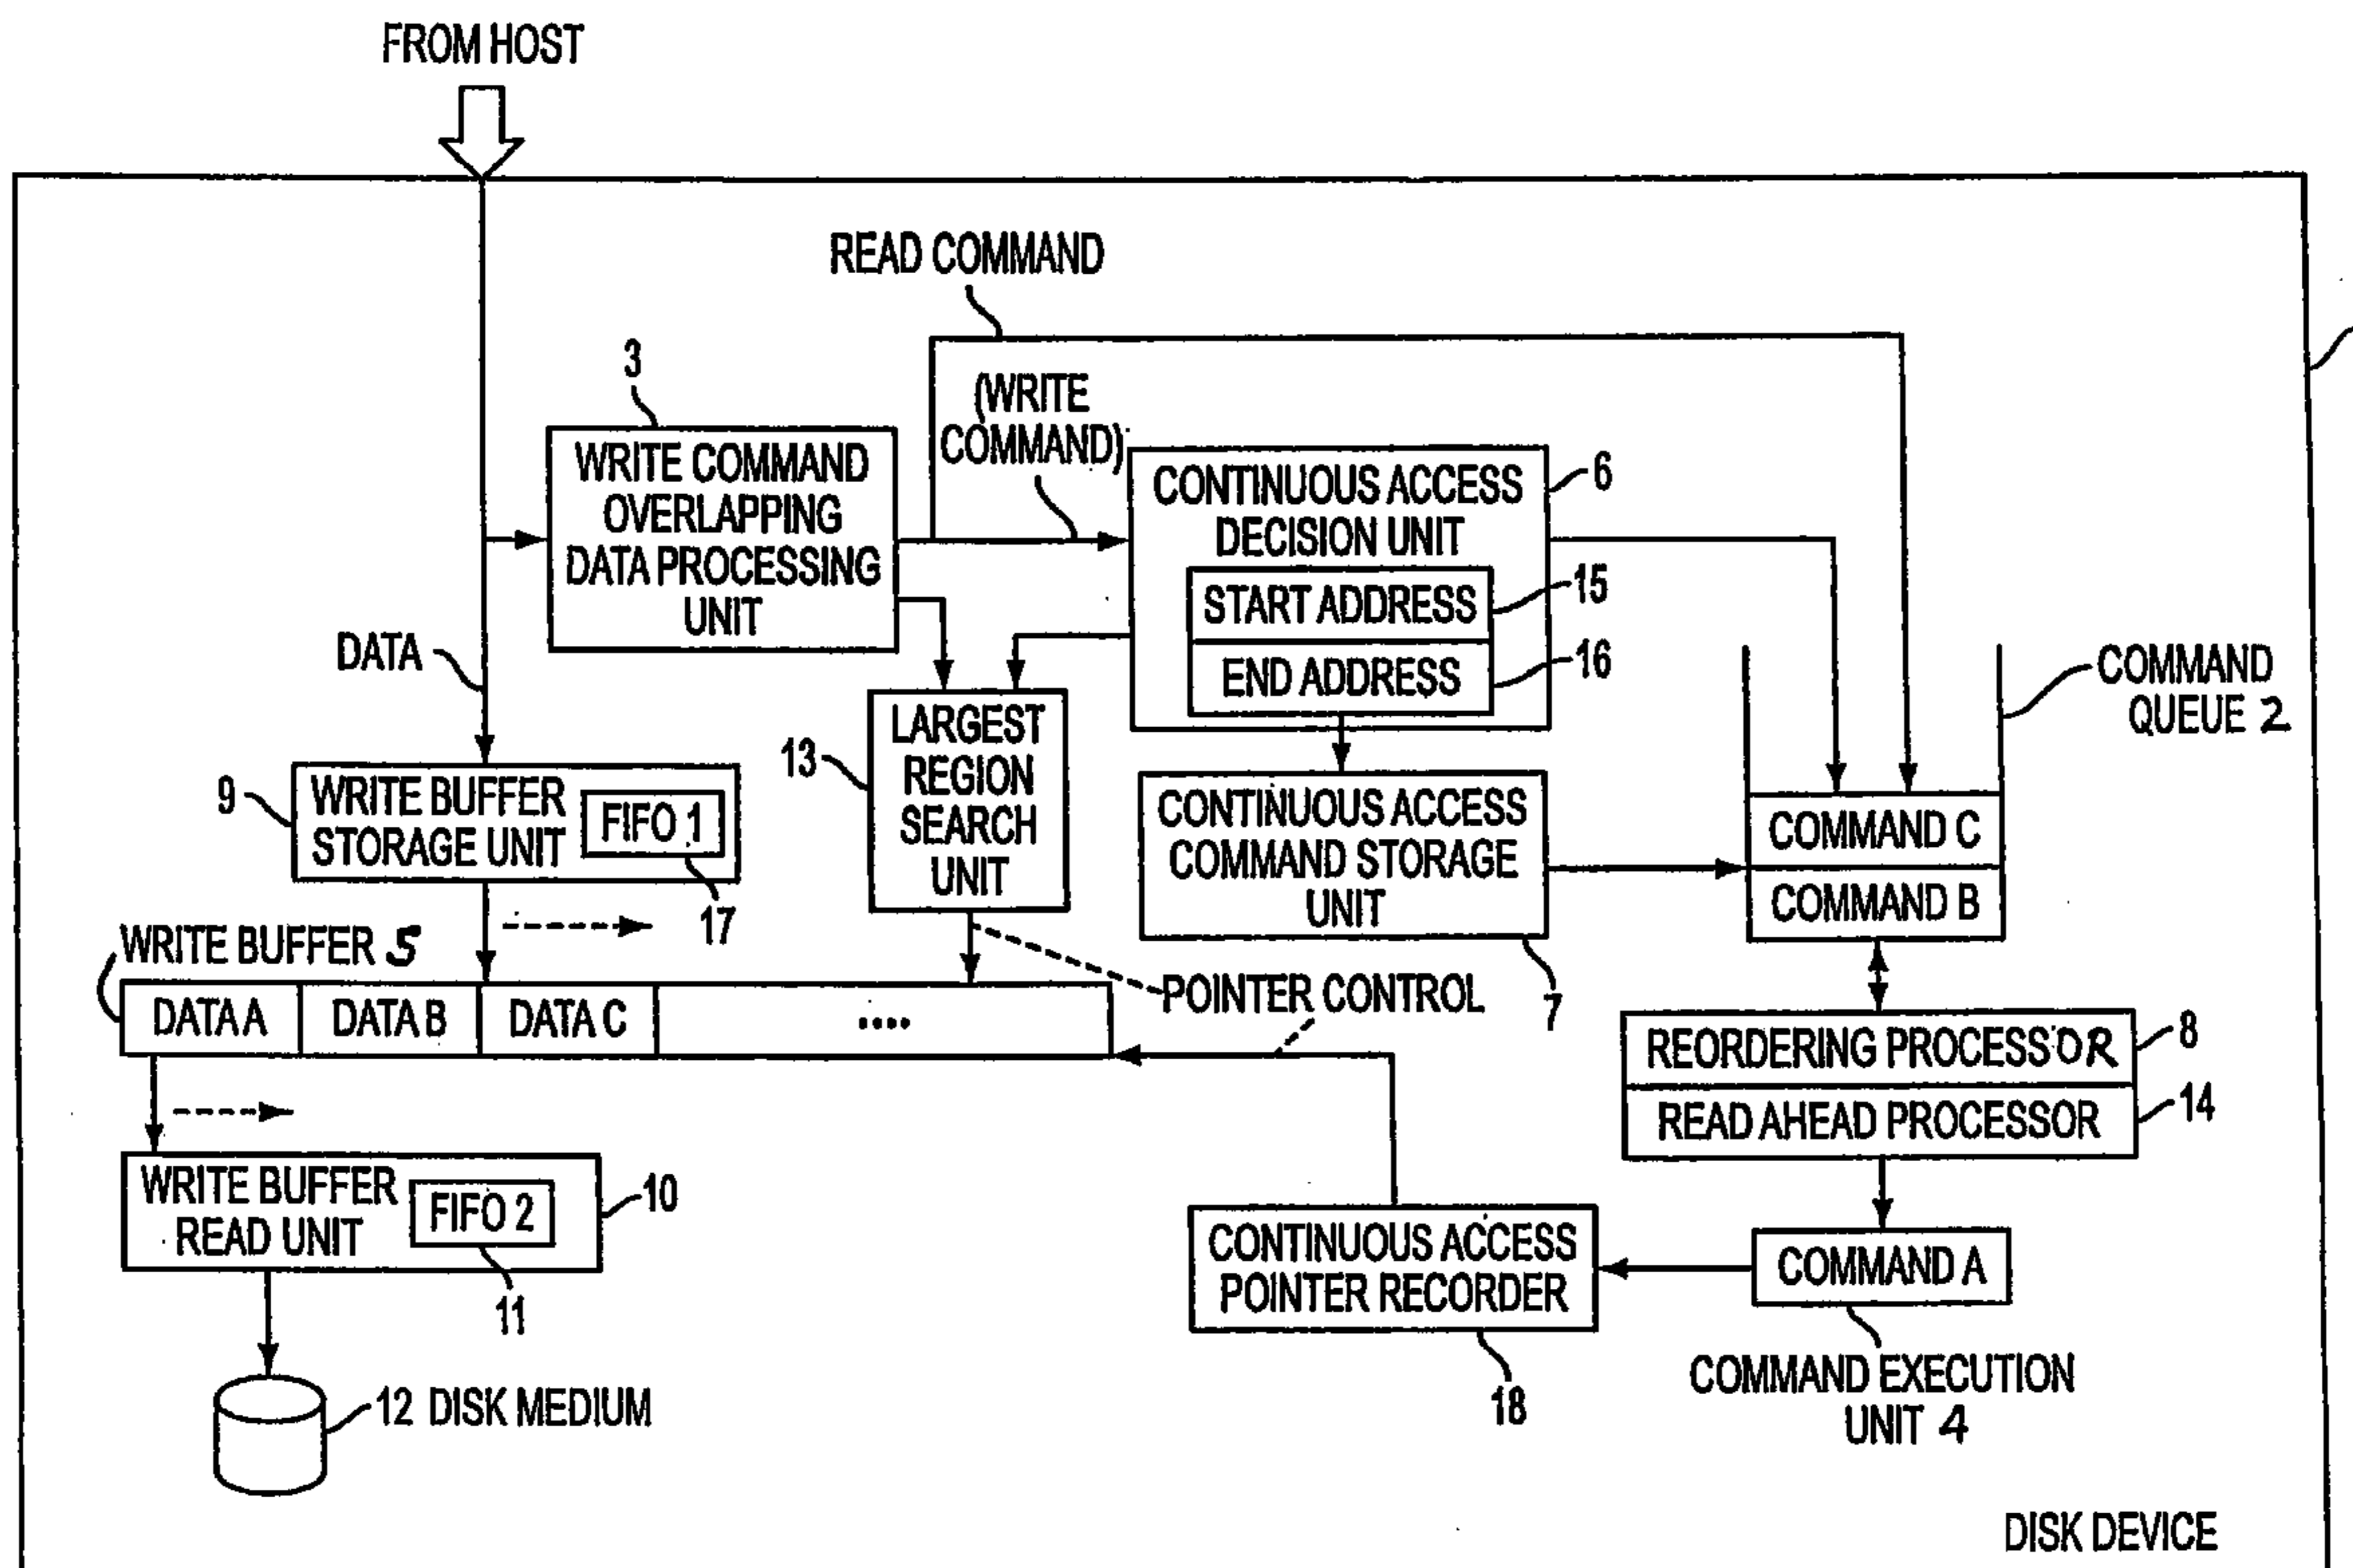 FROM HOST
READ COMMAND
3
(WRITE
COMMAND)
WRITE COMMAND
OVERLAPPING
DATA PROCESSING
UNIT
CONTINUOUS ACCESS
DECISION UNIT
6
START ADDRESS
15
END ADDRESS
16
DATA
COMMAND
QUEUE 2
LARGEST
REGION
SEARCH
UNIT
13
9
WRITE BUFFER
STORAGE UNIT
FIFO 1
17
CONTINUOUS ACCESS
COMMAND STORAGE
UNIT
7
COMMAND C
COMMAND B
WRITE BUFFER 5
DATA A
DATA B
DATA C
....
POINTER CONTROL
REORDERING PROCESSOR
8
READ AHEAD PROCESSOR
14
WRITE BUFFER
READ UNIT
FIFO 2
10
11
CONTINUOUS ACCESS
POINTER RECORDER
18
COMMAND A
COMMAND EXECUTION
UNIT 4
12 DISK MEDIUM
DISK DEVICE